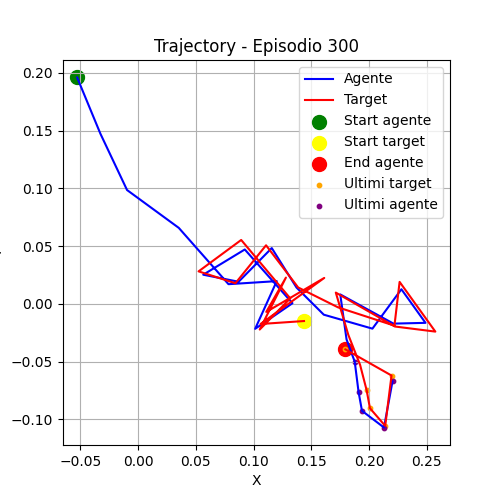 Trajectory - Episodio 300
Agente
Target
Start agente
Start target
End agente
Ultimi target
Ultimi agente
0.20
0.15
0.10
0.05
0.00
−0.05
−0.10
−0.05
0.00
0.05
0.10
0.15
0.20
0.25
X